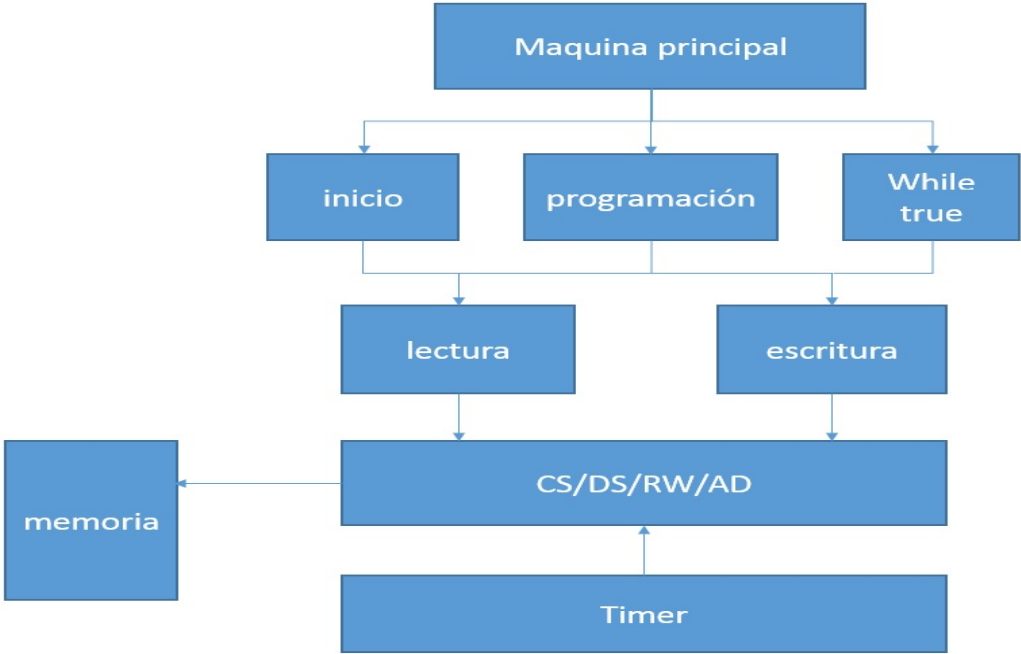 Maquina principal
inicio
programación
While
true
lectura
escritura
CS/DS/RW/AD
memoria
Timer